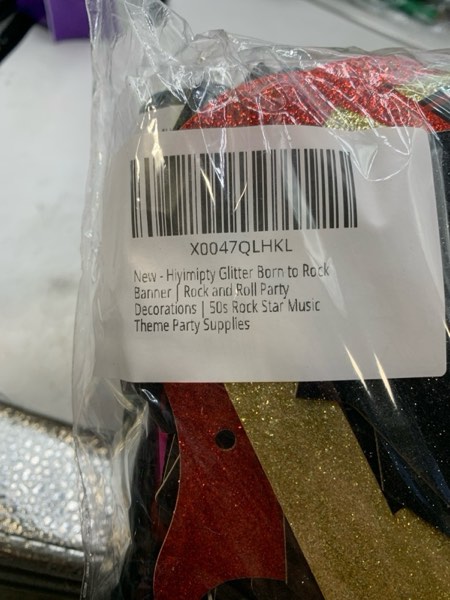 X0047QLHKL
New - Hiyimipty Glitter Born to Rock
Banner | Rock and Roll Party
Decorations | 50s Rock Star Music
Theme Party Supplies